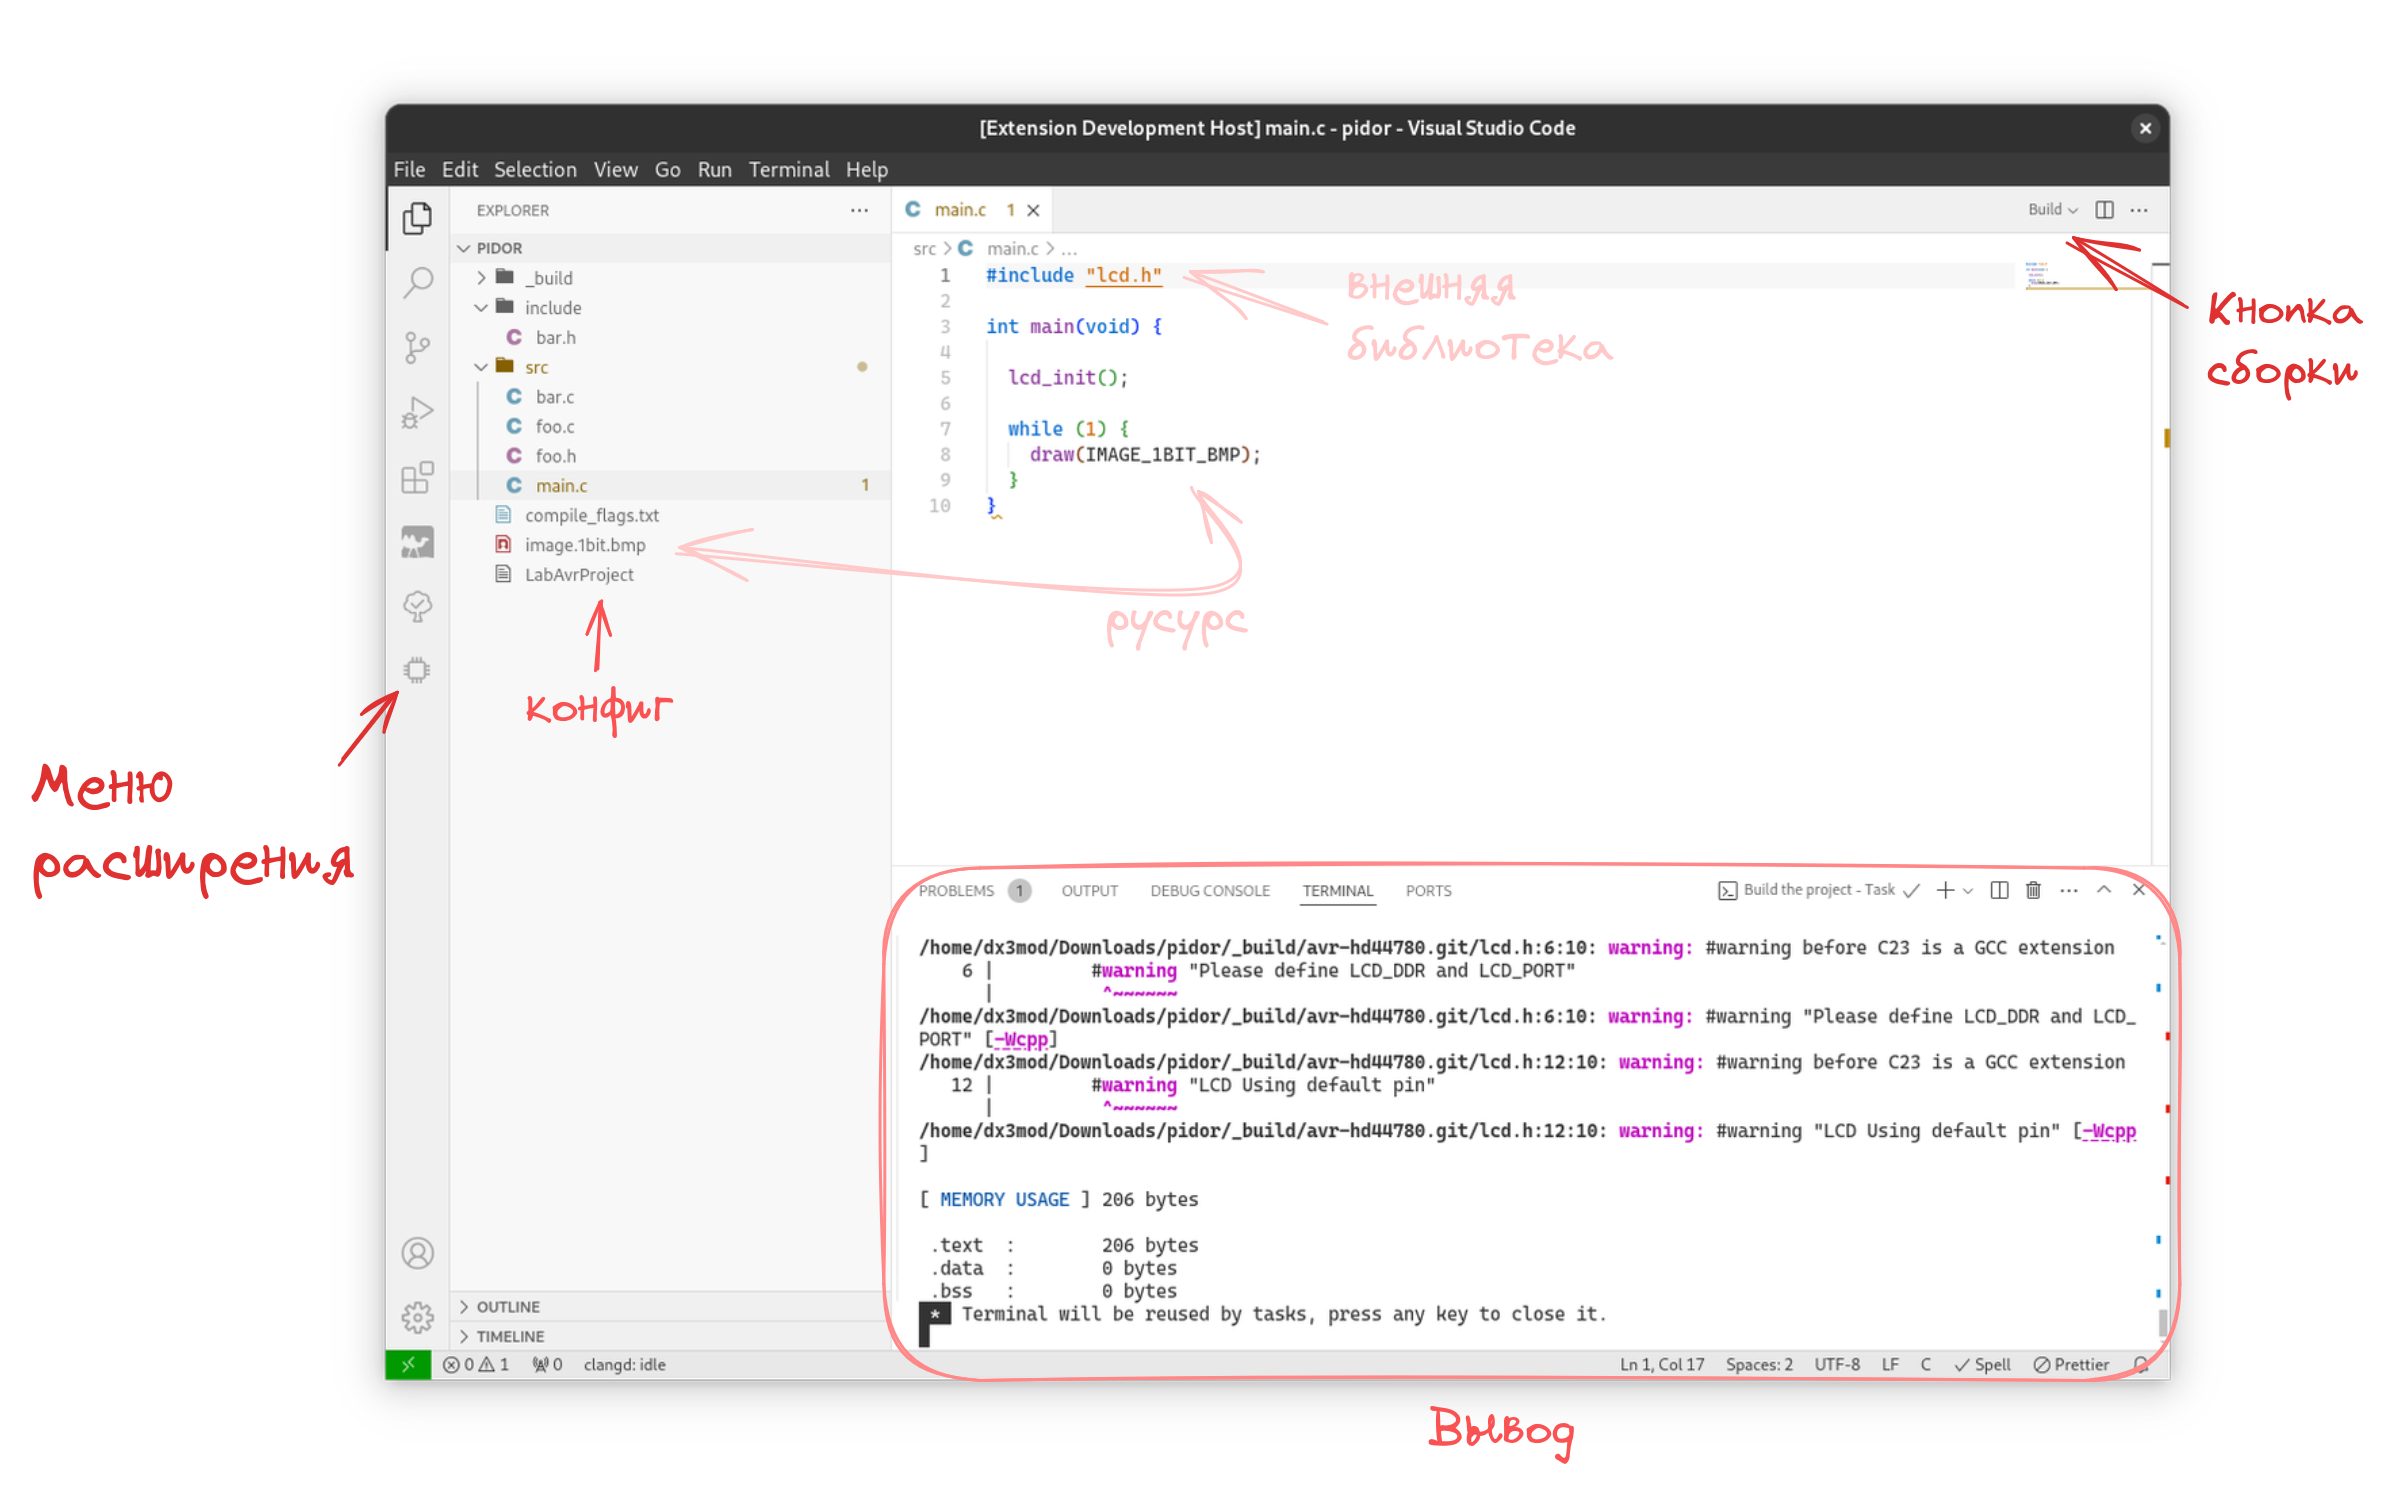 [Extension Development Host] main.c - pidor - Visual Studio Code
File Edit Selection View Go Run Terminal Help
EXPLORER
PIDOR
_build
include
bar.h
src
bar.c
foo.c
foo.h
main.c 1
compile_flags.txt
image.1bit.bmp
LabAvrProject
конфиг
Меню
расширения
OUTLINE
TIMELINE
main.c 1
Build
src > main.c > ...
1 #include "lcd.h"
2
3 int main(void) {
4
5 lcd_init();
6
7 while (1) {
8 draw(IMAGE_1BIT_BMP);
9 }
10 }
внешняя
библиотека
русурс
Кнопка
сборки
PROBLEMS 1 OUTPUT DEBUG CONSOLE TERMINAL PORTS
Build the project - Task
/home/dx3mod/Downloads/pidor/_build/avr-hd44780.git/lcd.h:6:10: warning: #warning before C23 is a GCC extension
6 | #warning "Please define LCD_DDR and LCD_PORT"
| ^~~~~~~
/home/dx3mod/Downloads/pidor/_build/avr-hd44780.git/lcd.h:6:10: warning: #warning "Please define LCD_DDR and LCD_
PORT" [-Wcpp]
/home/dx3mod/Downloads/pidor/_build/avr-hd44780.git/lcd.h:12:10: warning: #warning before C23 is a GCC extension
12 | #warning "LCD Using default pin"
| ^~~~~~~
/home/dx3mod/Downloads/pidor/_build/avr-hd44780.git/lcd.h:12:10: warning: #warning "LCD Using default pin" [-Wcpp
]
[ MEMORY USAGE ] 206 bytes
.text : 206 bytes
.data : 0 bytes
.bss : 0 bytes
* Terminal will be reused by tasks, press any key to close it.
0 1 0 clangd: idle
Ln 1, Col 17 Spaces: 2 UTF-8 LF C Spell Prettier
Вывод